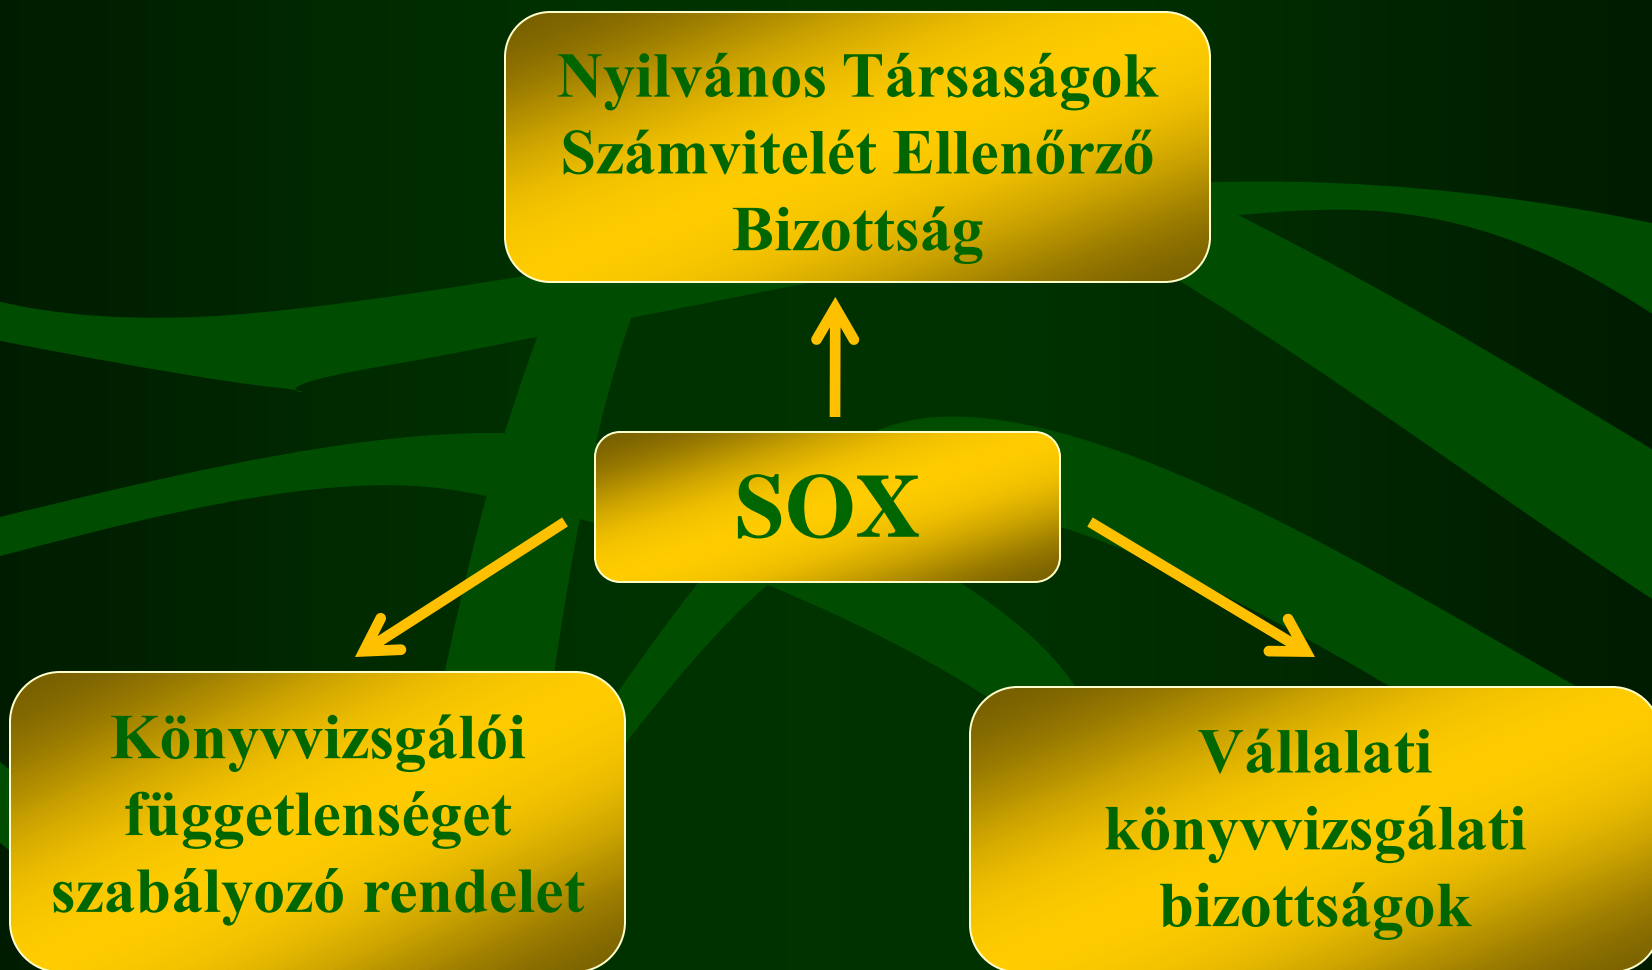 Nyilvános Társaságok
Számvitelét Ellenőrző
Bizottság
SOX
Könyvvizsgálói
függetlenséget
szabályozó rendelet
Vállalati
könyvvizsgálati
bizottságok